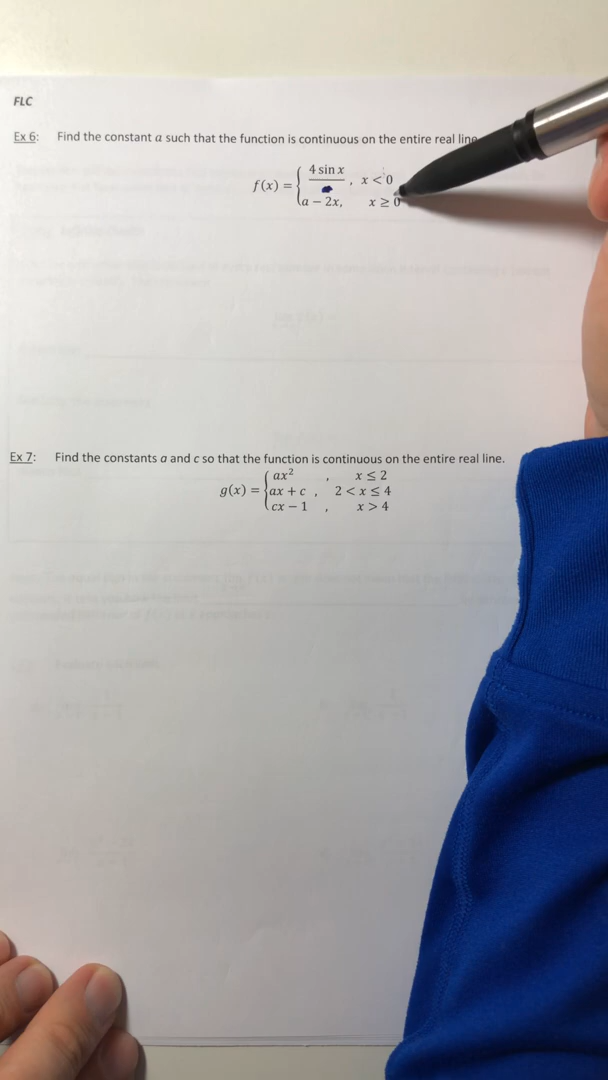 FLC
Ex 6: Find the constant a such that the function is continuous on the entire real line
f(x) = { 4 sin x / , x < 0
a − 2x, x ≥ 0
Ex 7: Find the constants a and c so that the function is continuous on the entire real line.
g(x) = { ax² , x ≤ 2
ax + c , 2 < x ≤ 4
cx − 1 , x > 4